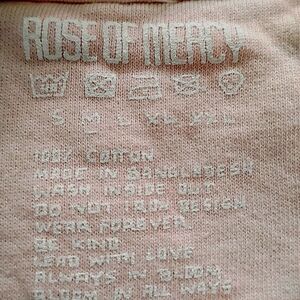 ROSE OF MERCY
S M L XL XXL
100% COTTON
MADE IN BANGLADESH
WASH INSIDE OUT
DO NOT IRON DESIGN
WEAR FOREVER.
BE KIND
LEAD WITH LOVE
ALWAYS IN BLOOM,
BLOOM IN ALL WAYS